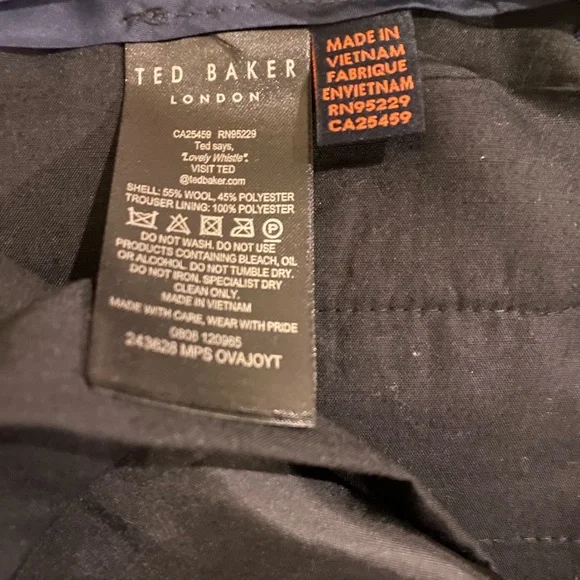 TED BAKER
LONDON
CA25459 RN95229
Ted says,
"Lovely Whistle".
VISIT TED
@tedbaker.com
SHELL: 55% WOOL, 45% POLYESTER
TROUSER LINING: 100% POLYESTER
P
DO NOT WASH. DO NOT USE
PRODUCTS CONTAINING BLEACH, OIL
OR ALCOHOL. DO NOT TUMBLE DRY.
DO NOT IRON. SPECIALIST DRY
CLEAN ONLY.
MADE IN VIETNAM
MADE WITH CARE, WEAR WITH PRIDE
0808 120985
243628 MPS OVAJOYT
MADE IN
VIETNAM
FABRIQUE
ENVIETNAM
RN95229
CA25459